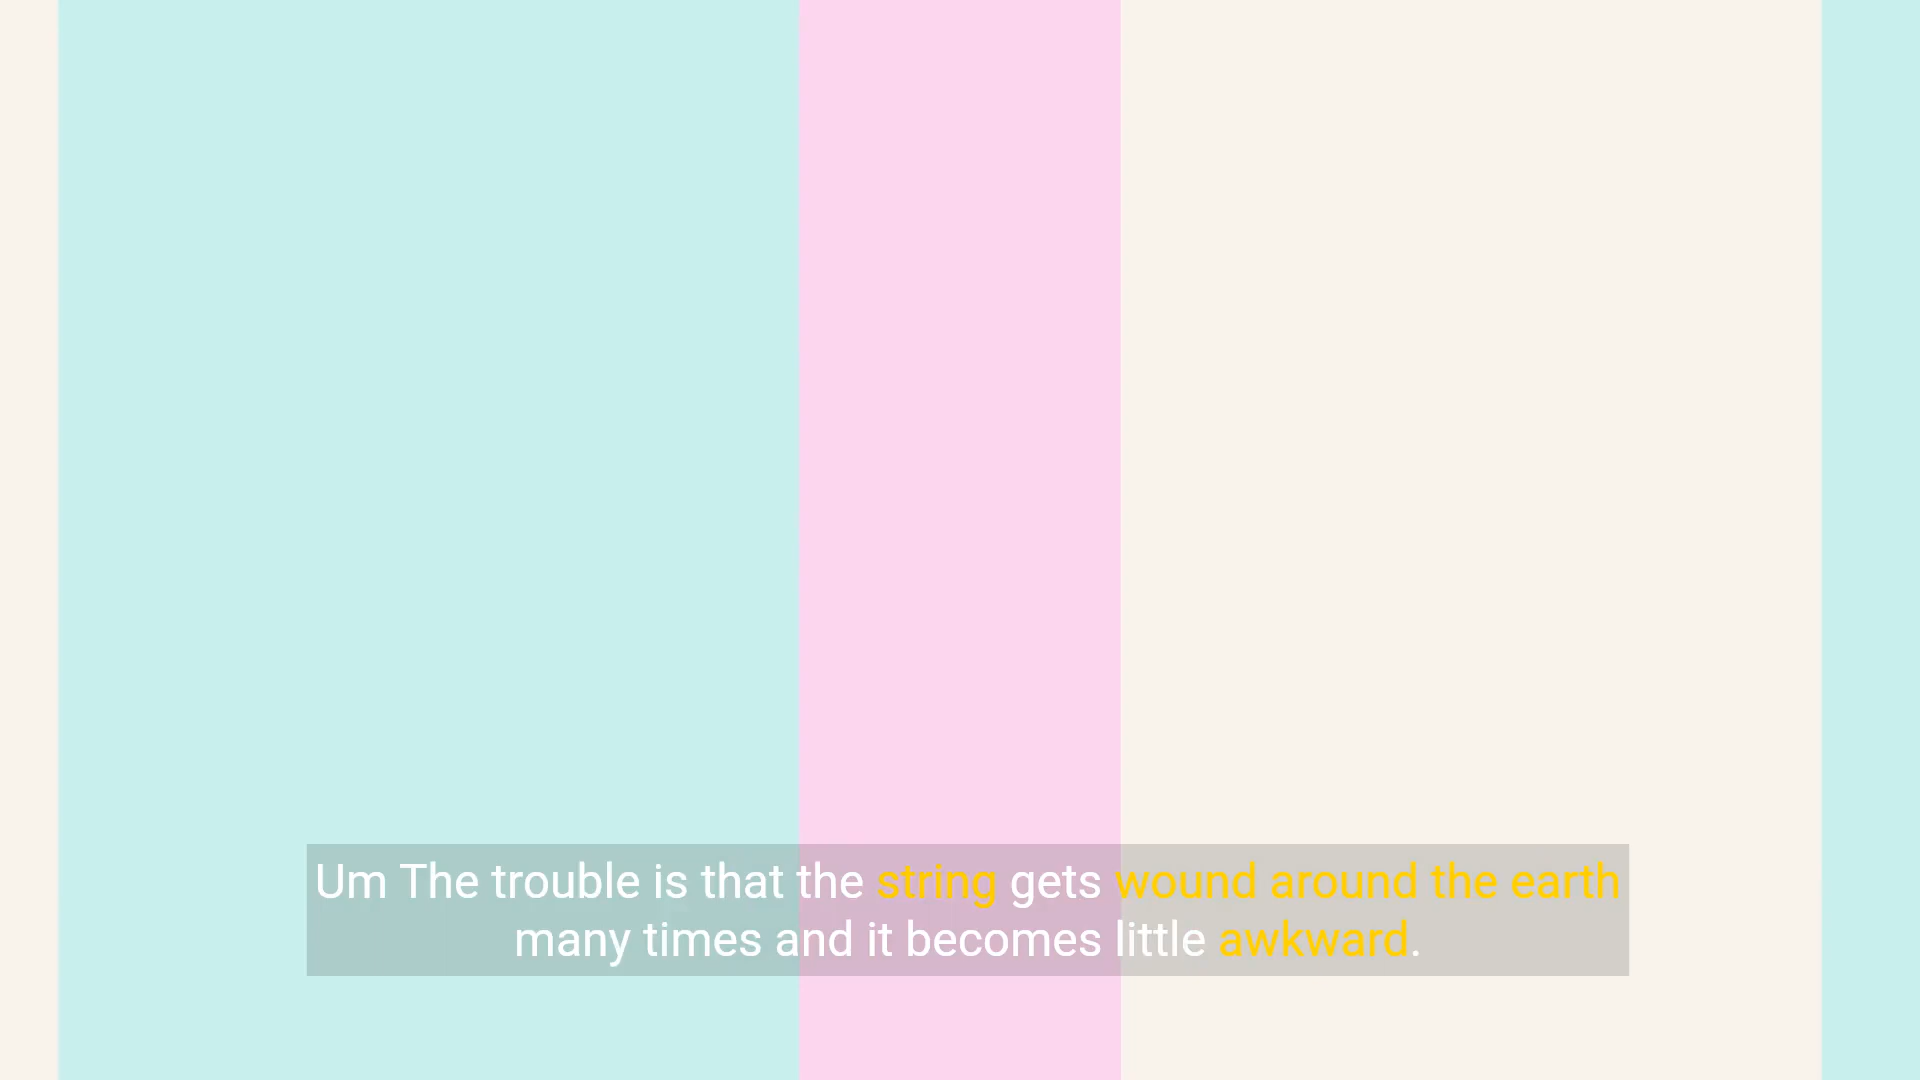 Um The trouble is that the string gets wound around the earth
many times and it becomes little awkward.